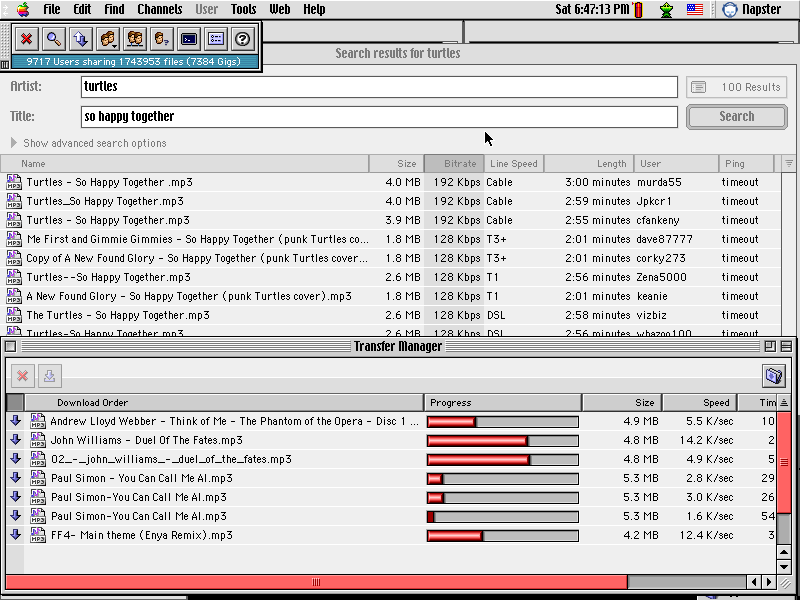 File Edit Find Channels User Tools Web Help Sat 6:47:13 PM Napster
9717 Users sharing 1743953 files (7384 Gigs)
Search results for turtles
Artist: turtles 100 Results
Title: so happy together Search
Show advanced search options
Name Size Bitrate Line Speed Length User Ping
Turtles - So Happy Together .mp3 4.0 MB 192 Kbps Cable 3:00 minutes murda55 timeout
Turtles_So Happy Together.mp3 4.0 MB 192 Kbps Cable 2:59 minutes Jpkcr1 timeout
Turtles - So Happy Together.mp3 3.9 MB 192 Kbps Cable 2:55 minutes cfankeny timeout
Me First and Gimmie Gimmies - So Happy Together (punk Turtles co... 1.8 MB 128 Kbps T3+ 2:01 minutes dave87777 timeout
Copy of A New Found Glory - So Happy Together (punk Turtles cover... 1.8 MB 128 Kbps T3+ 2:01 minutes corky273 timeout
Turtles--So Happy Together.mp3 2.6 MB 128 Kbps T1 2:56 minutes Zena5000 timeout
A New Found Glory - So Happy Together (punk Turtles cover).mp3 1.8 MB 128 Kbps T1 2:01 minutes keanie timeout
The Turtles - So Happy Together.mp3 2.6 MB 128 Kbps DSL 2:58 minutes vizbiz timeout
Turtles-So Happy Together.mp3 2.6 MB 128 Kbps DSL 2:56 minutes whazoo100 timeout
Transfer Manager
Download Order Progress Size Speed Tim
Andrew Lloyd Webber - Think of Me - The Phantom of the Opera - Disc 1 ... 4.9 MB 5.5 K/sec 10
John Williams - Duel Of The Fates.mp3 4.8 MB 14.2 K/sec 2
02_-_john_williams_-_duel_of_the_fates.mp3 4.8 MB 4.9 K/sec 5
Paul Simon - You Can Call Me Al.mp3 5.3 MB 2.8 K/sec 29
Paul Simon-You Can Call Me Al.mp3 5.3 MB 3.0 K/sec 26
Paul Simon-You Can Call Me Al.mp3 5.3 MB 1.6 K/sec 54
FF4- Main theme (Enya Remix).mp3 4.2 MB 12.4 K/sec 3